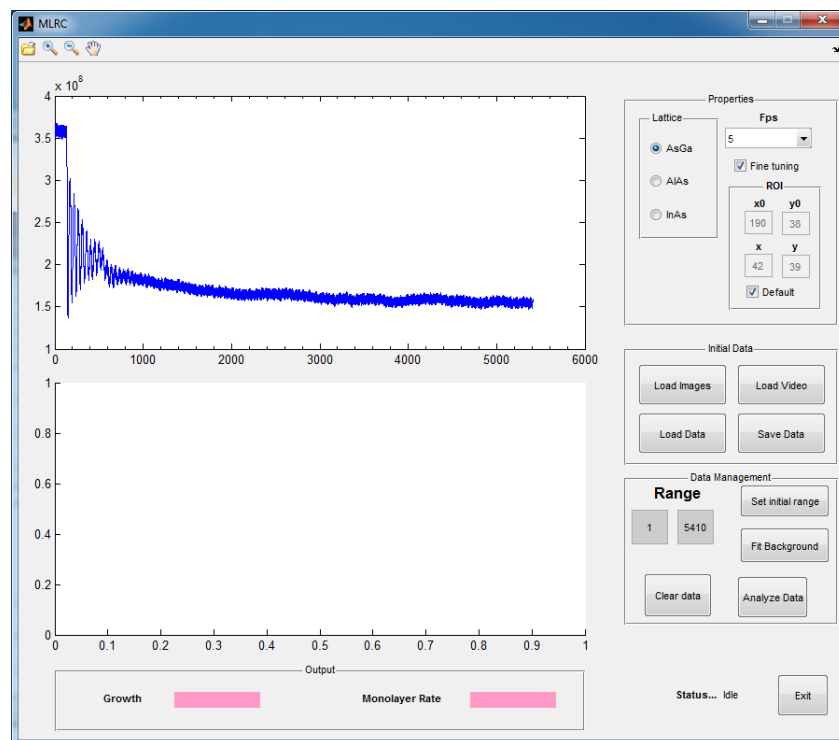 MLRC
x 10^8
4
3.5
3
2.5
2
1.5
1
0 1000 2000 3000 4000 5000 6000
1
0.8
0.6
0.4
0.2
0
0 0.1 0.2 0.3 0.4 0.5 0.6 0.7 0.8 0.9 1
Output
Growth
Monolayer Rate
Properties
Lattice
AsGa
AlAs
InAs
Fps
5
Fine tuning
ROI
x0 y0
190 38
x y
42 39
Default
Initial Data
Load Images Load Video
Load Data Save Data
Data Management
Range
1 5410
Set initial range
Fit Background
Clear data Analyze Data
Status... Idle
Exit